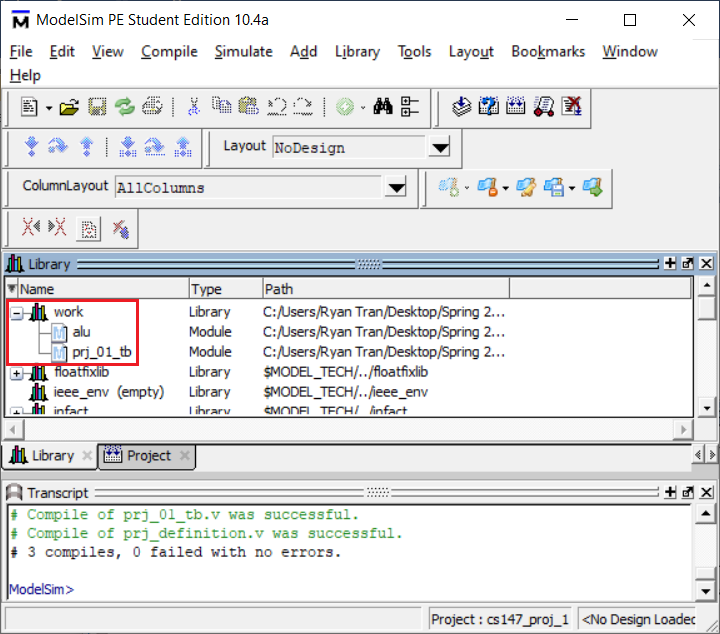 ModelSim PE Student Edition 10.4a
File Edit View Compile Simulate Add Library Tools Layout Bookmarks Window
Help
Layout NoDesign
ColumnLayout AllColumns
Library
Name Type Path
work Library C:/Users/Ryan Tran/Desktop/Spring 2...
alu Module C:/Users/Ryan Tran/Desktop/Spring 2...
prj_01_tb Module C:/Users/Ryan Tran/Desktop/Spring 2...
floatfixlib Library $MODEL_TECH/../floatfixlib
ieee_env (empty) Library $MODEL_TECH/../ieee_env
infact Library $MODEL_TECH/../infact
Library Project
Transcript
# Compile of prj_01_tb.v was successful.
# Compile of prj_definition.v was successful.
# 3 compiles, 0 failed with no errors.
ModelSim>
Project : cs147_proj_1 <No Design Loaded